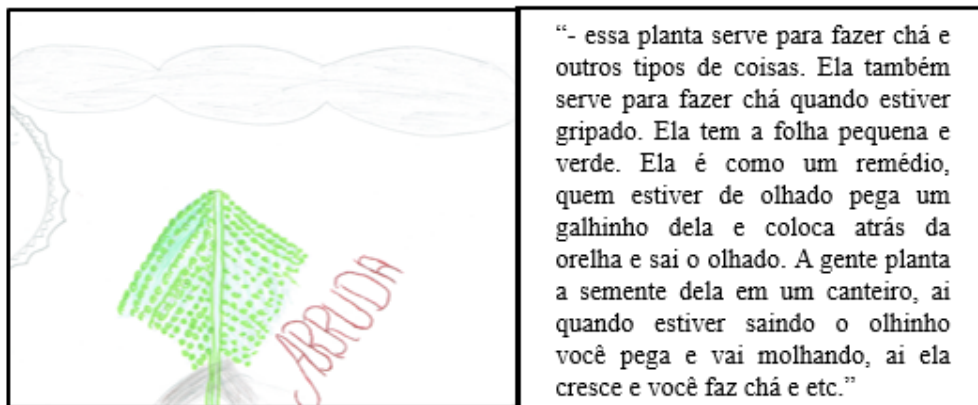 ARRUDA
“- essa planta serve para fazer chá e
outros tipos de coisas. Ela também
serve para fazer chá quando estiver
gripado. Ela tem a folha pequena e
verde. Ela é como um remédio,
quem estiver de olhado pega um
galhinho dela e coloca atrás da
orelha e sai o olhado. A gente planta
a semente dela em um canteiro, ai
quando estiver saindo o olhinho
você pega e vai molhando, ai ela
cresce e você faz chá e etc.”